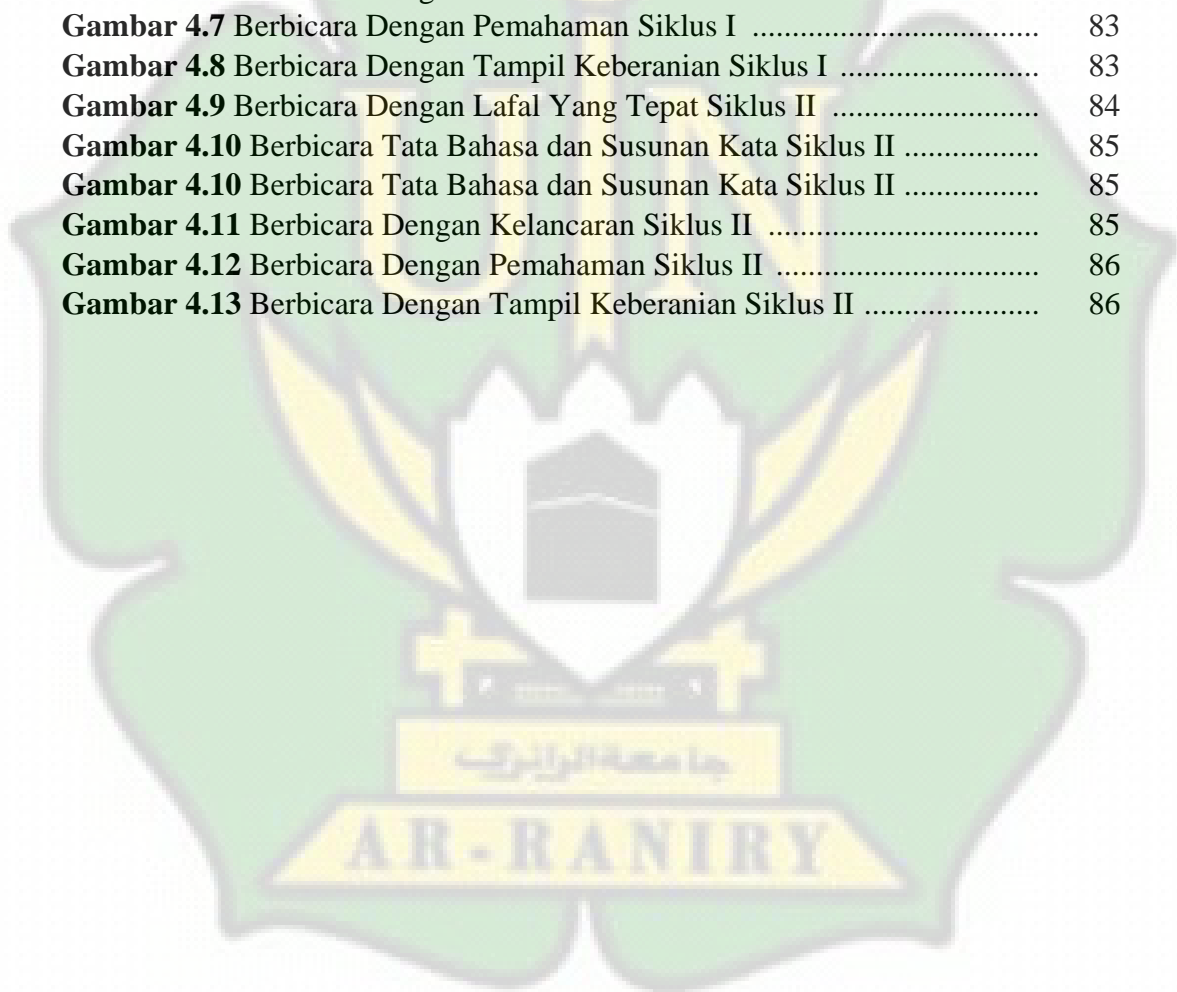 Gambar 4.7 Berbicara Dengan Pemahaman Siklus I ................................... 83
Gambar 4.8 Berbicara Dengan Tampil Keberanian Siklus I ........................ 83
Gambar 4.9 Berbicara Dengan Lafal Yang Tepat Siklus II ......................... 84
Gambar 4.10 Berbicara Tata Bahasa dan Susunan Kata Siklus II ................. 85
Gambar 4.10 Berbicara Tata Bahasa dan Susunan Kata Siklus II ................. 85
Gambar 4.11 Berbicara Dengan Kelancaran Siklus II ................................. 85
Gambar 4.12 Berbicara Dengan Pemahaman Siklus II ................................ 86
Gambar 4.13 Berbicara Dengan Tampil Keberanian Siklus II ..................... 86
UIN
جامعة الرانري
AR-RANIRY